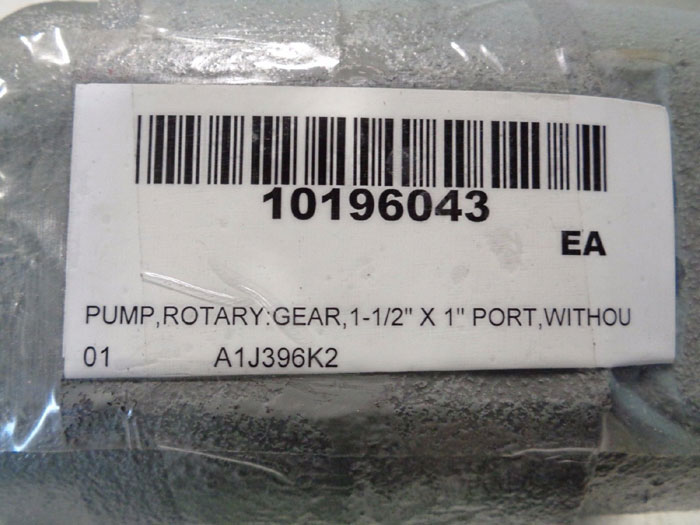 10196043
EA
PUMP,ROTARY:GEAR,1-1/2" X 1" PORT,WITHOU
01 A1J396K2